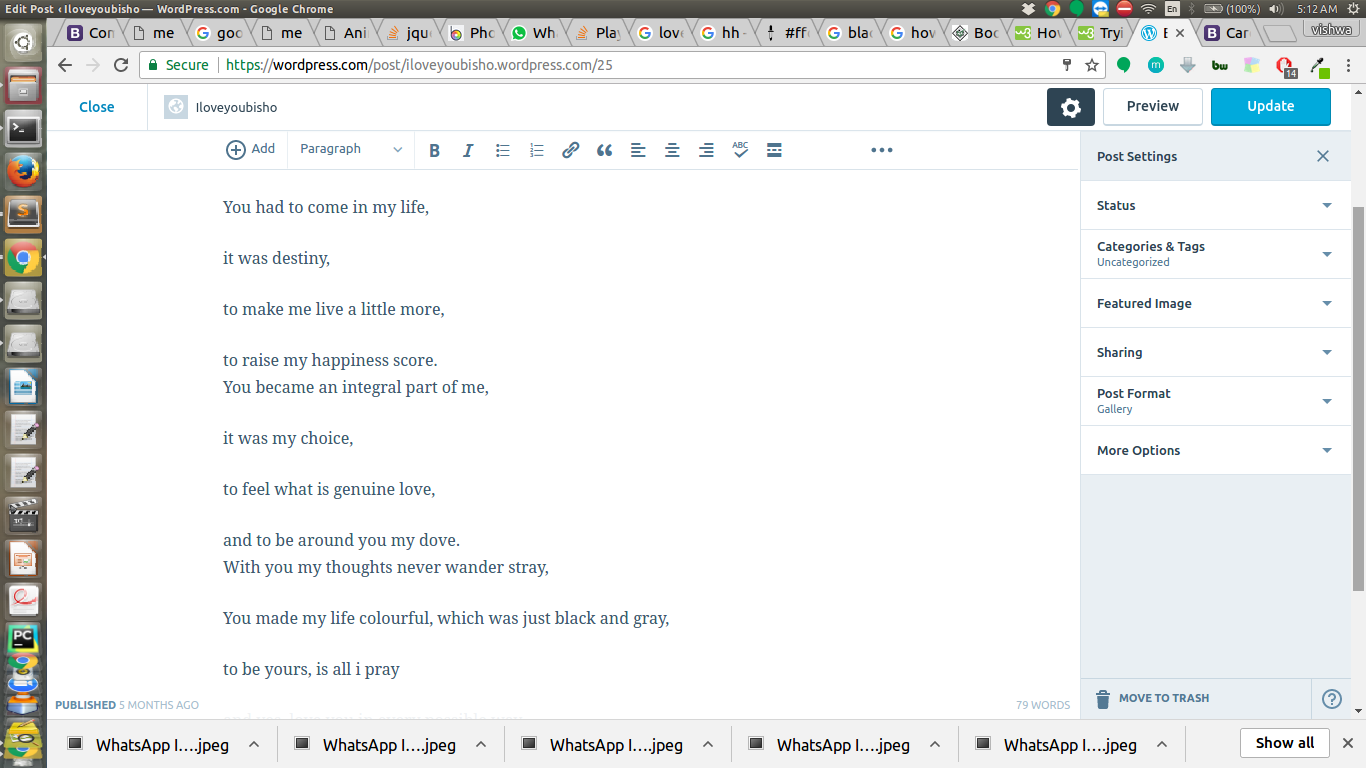 Edit Post ‹ Iloveyoubisho — WordPress.com - Google Chrome
En
(100%)
5:12 AM
Con
me
goo
me
Ani
jqu
Pho
Wh
Play
love
hh -
#ff
blac
hov
Boo
Hov
Tryi
E
Car
vishwa
Secure
https://wordpress.com/post/iloveyoubisho.wordpress.com/25
m
bw
14
Close
Iloveyoubisho
Preview
Update
Add
Paragraph
B
I
ABC
Post Settings
You had to come in my life,
it was destiny,
to make me live a little more,
to raise my happiness score.
You became an integral part of me,
it was my choice,
to feel what is genuine love,
and to be around you my dove.
With you my thoughts never wander stray,
You made my life colourful, which was just black and gray,
to be yours, is all i pray
Status
Categories & Tags
Uncategorized
Featured Image
Sharing
Post Format
Gallery
More Options
PUBLISHED 5 MONTHS AGO
79 WORDS
MOVE TO TRASH
PC
WhatsApp I....jpeg
WhatsApp I....jpeg
WhatsApp I....jpeg
WhatsApp I....jpeg
WhatsApp I....jpeg
Show all